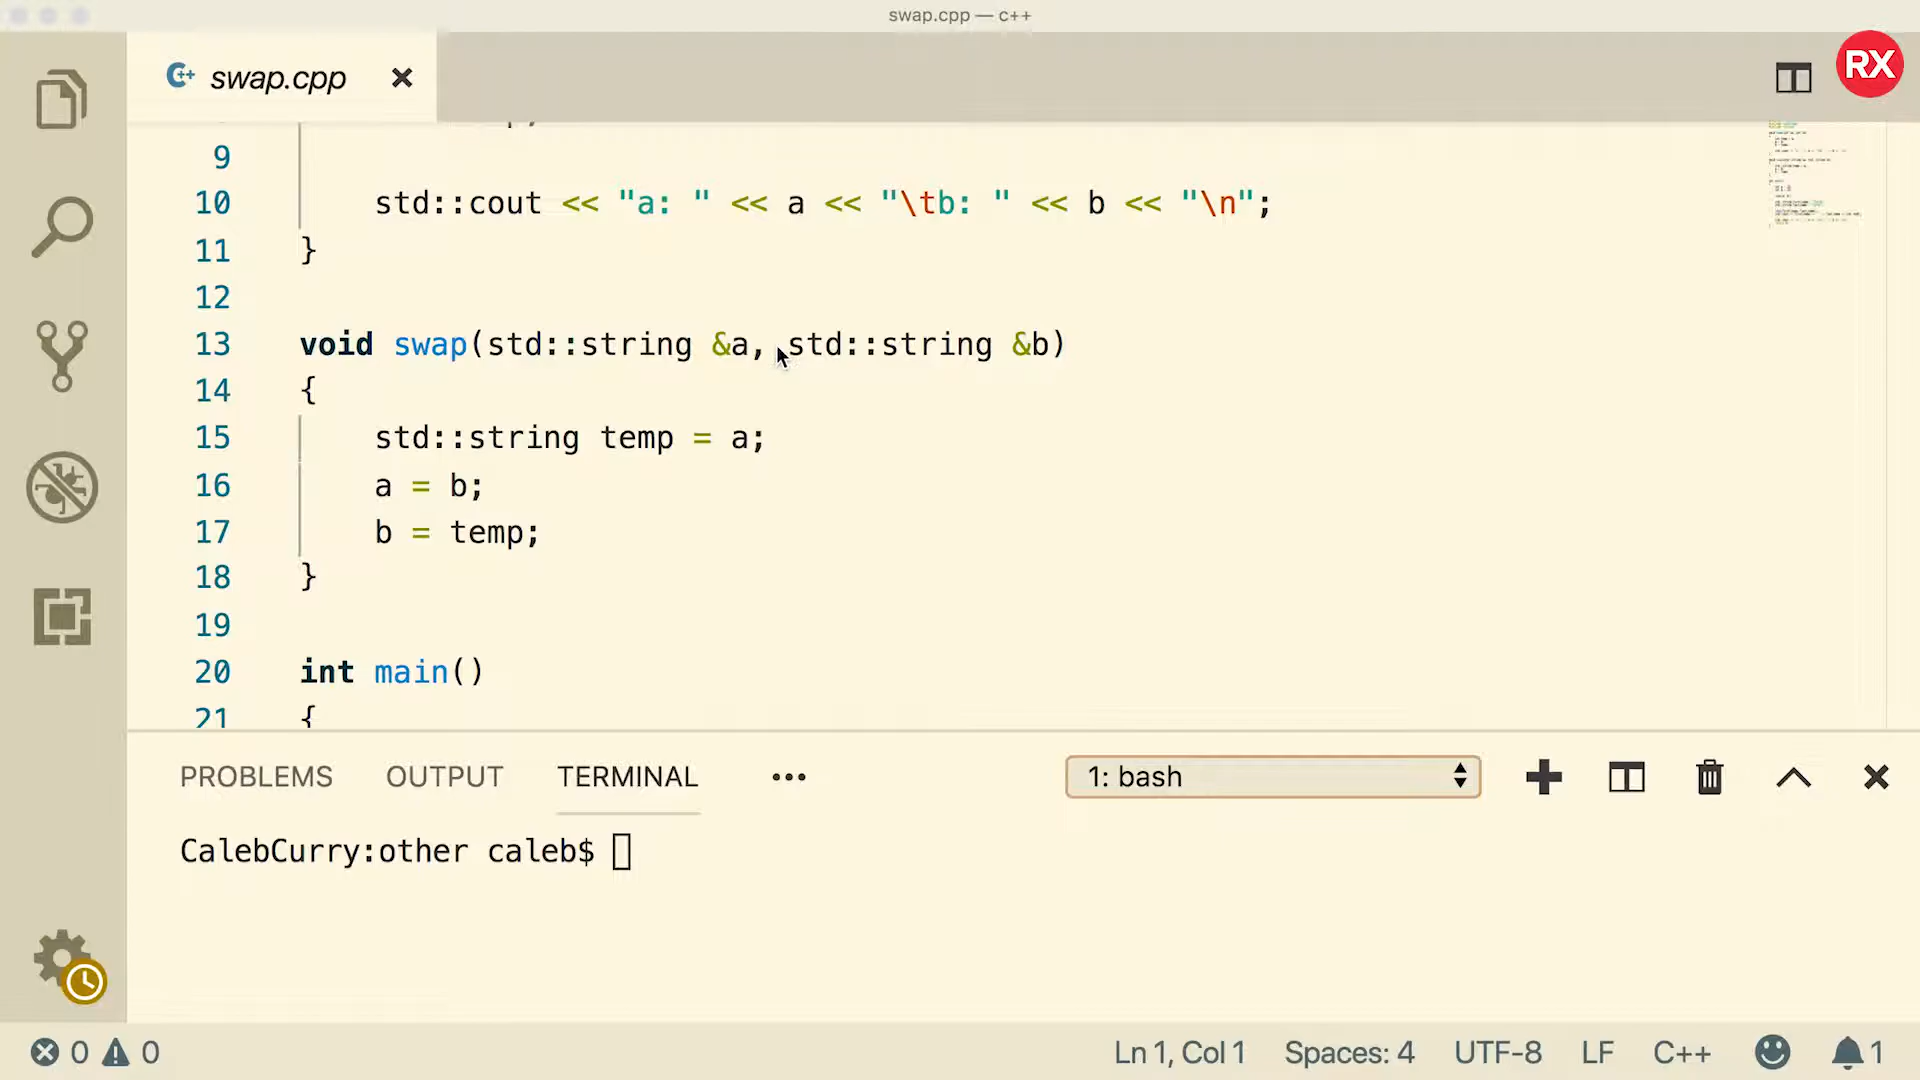 swap.cpp — c++
swap.cpp
RX
9
10 std::cout << "a: " << a << "\tb: " << b << "\n";
11 }
12
13 void swap(std::string &a, std::string &b)
14 {
15 std::string temp = a;
16 a = b;
17 b = temp;
18 }
19
20 int main()
21 {
PROBLEMS OUTPUT TERMINAL ••• 1: bash
CalebCurry:other caleb$
0 0 Ln 1, Col 1 Spaces: 4 UTF-8 LF C++ 1